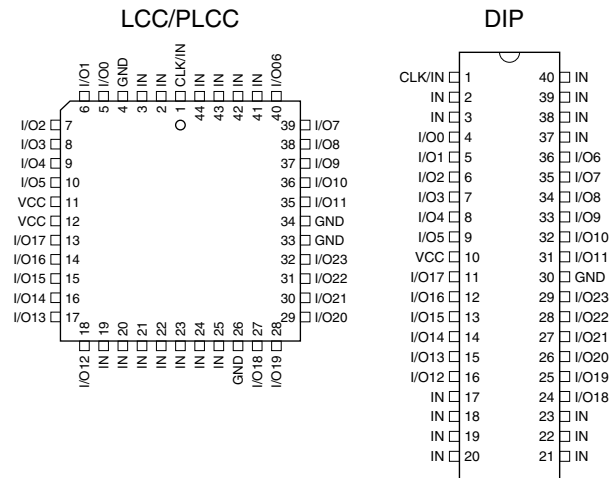 LCC/PLCC
I/O1 I/O0 GND IN IN CLK/IN IN IN IN IN I/O06
6 5 4 3 2 1 44 43 42 41 40
I/O2 7 39 I/O7
I/O3 8 38 I/O8
I/O4 9 37 I/O9
I/O5 10 36 I/O10
VCC 11 35 I/O11
VCC 12 34 GND
I/O17 13 33 GND
I/O16 14 32 I/O23
I/O15 15 31 I/O22
I/O14 16 30 I/O21
I/O13 17 29 I/O20
18 19 20 21 22 23 24 25 26 27 28
I/O12 IN IN IN IN IN IN IN GND I/O18 I/O19
DIP
CLK/IN 1 40 IN
IN 2 39 IN
IN 3 38 IN
I/O0 4 37 IN
I/O1 5 36 I/O6
I/O2 6 35 I/O7
I/O3 7 34 I/O8
I/O4 8 33 I/O9
I/O5 9 32 I/O10
VCC 10 31 I/O11
I/O17 11 30 GND
I/O16 12 29 I/O23
I/O15 13 28 I/O22
I/O14 14 27 I/O21
I/O13 15 26 I/O20
I/O12 16 25 I/O19
IN 17 24 I/O18
IN 18 23 IN
IN 19 22 IN
IN 20 21 IN